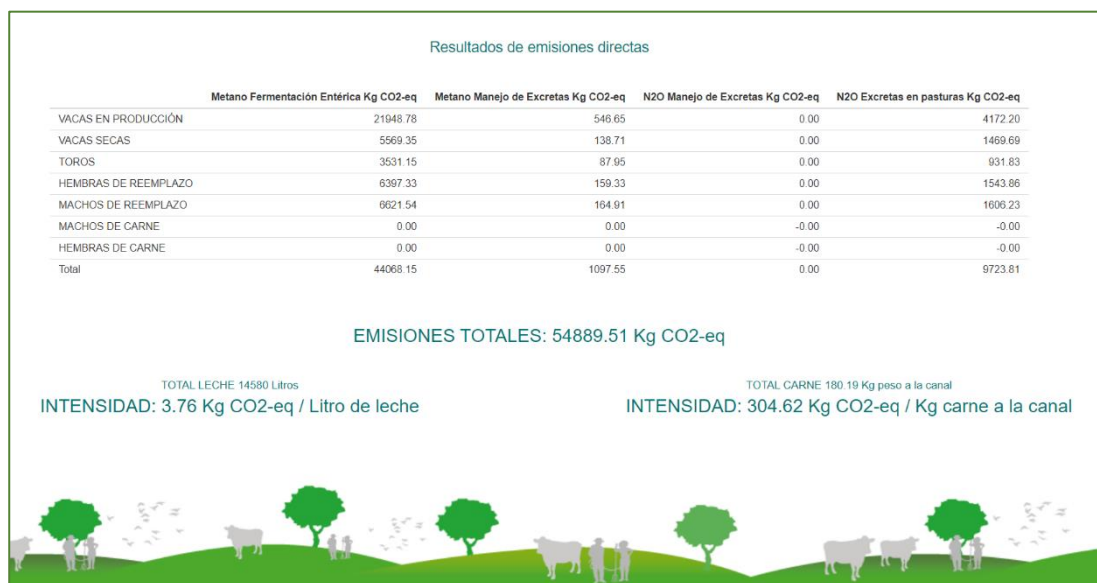 Resultados de emisiones directas
Metano Fermentación Entérica Kg CO2-eq Metano Manejo de Excretas Kg CO2-eq N2O Manejo de Excretas Kg CO2-eq N2O Excretas en pasturas Kg CO2-eq
VACAS EN PRODUCCIÓN 21948.78 546.65 0.00 4172.20
VACAS SECAS 5569.35 138.71 0.00 1469.69
TOROS 3531.15 87.95 0.00 931.83
HEMBRAS DE REEMPLAZO 6397.33 159.33 0.00 1543.86
MACHOS DE REEMPLAZO 6621.54 164.91 0.00 1606.23
MACHOS DE CARNE 0.00 0.00 -0.00 -0.00
HEMBRAS DE CARNE 0.00 0.00 -0.00 -0.00
Total 44068.15 1097.55 0.00 9723.81
EMISIONES TOTALES: 54889.51 Kg CO2-eq
TOTAL LECHE 14580 Litros
INTENSIDAD: 3.76 Kg CO2-eq / Litro de leche
TOTAL CARNE 180.19 Kg peso a la canal
INTENSIDAD: 304.62 Kg CO2-eq / Kg carne a la canal